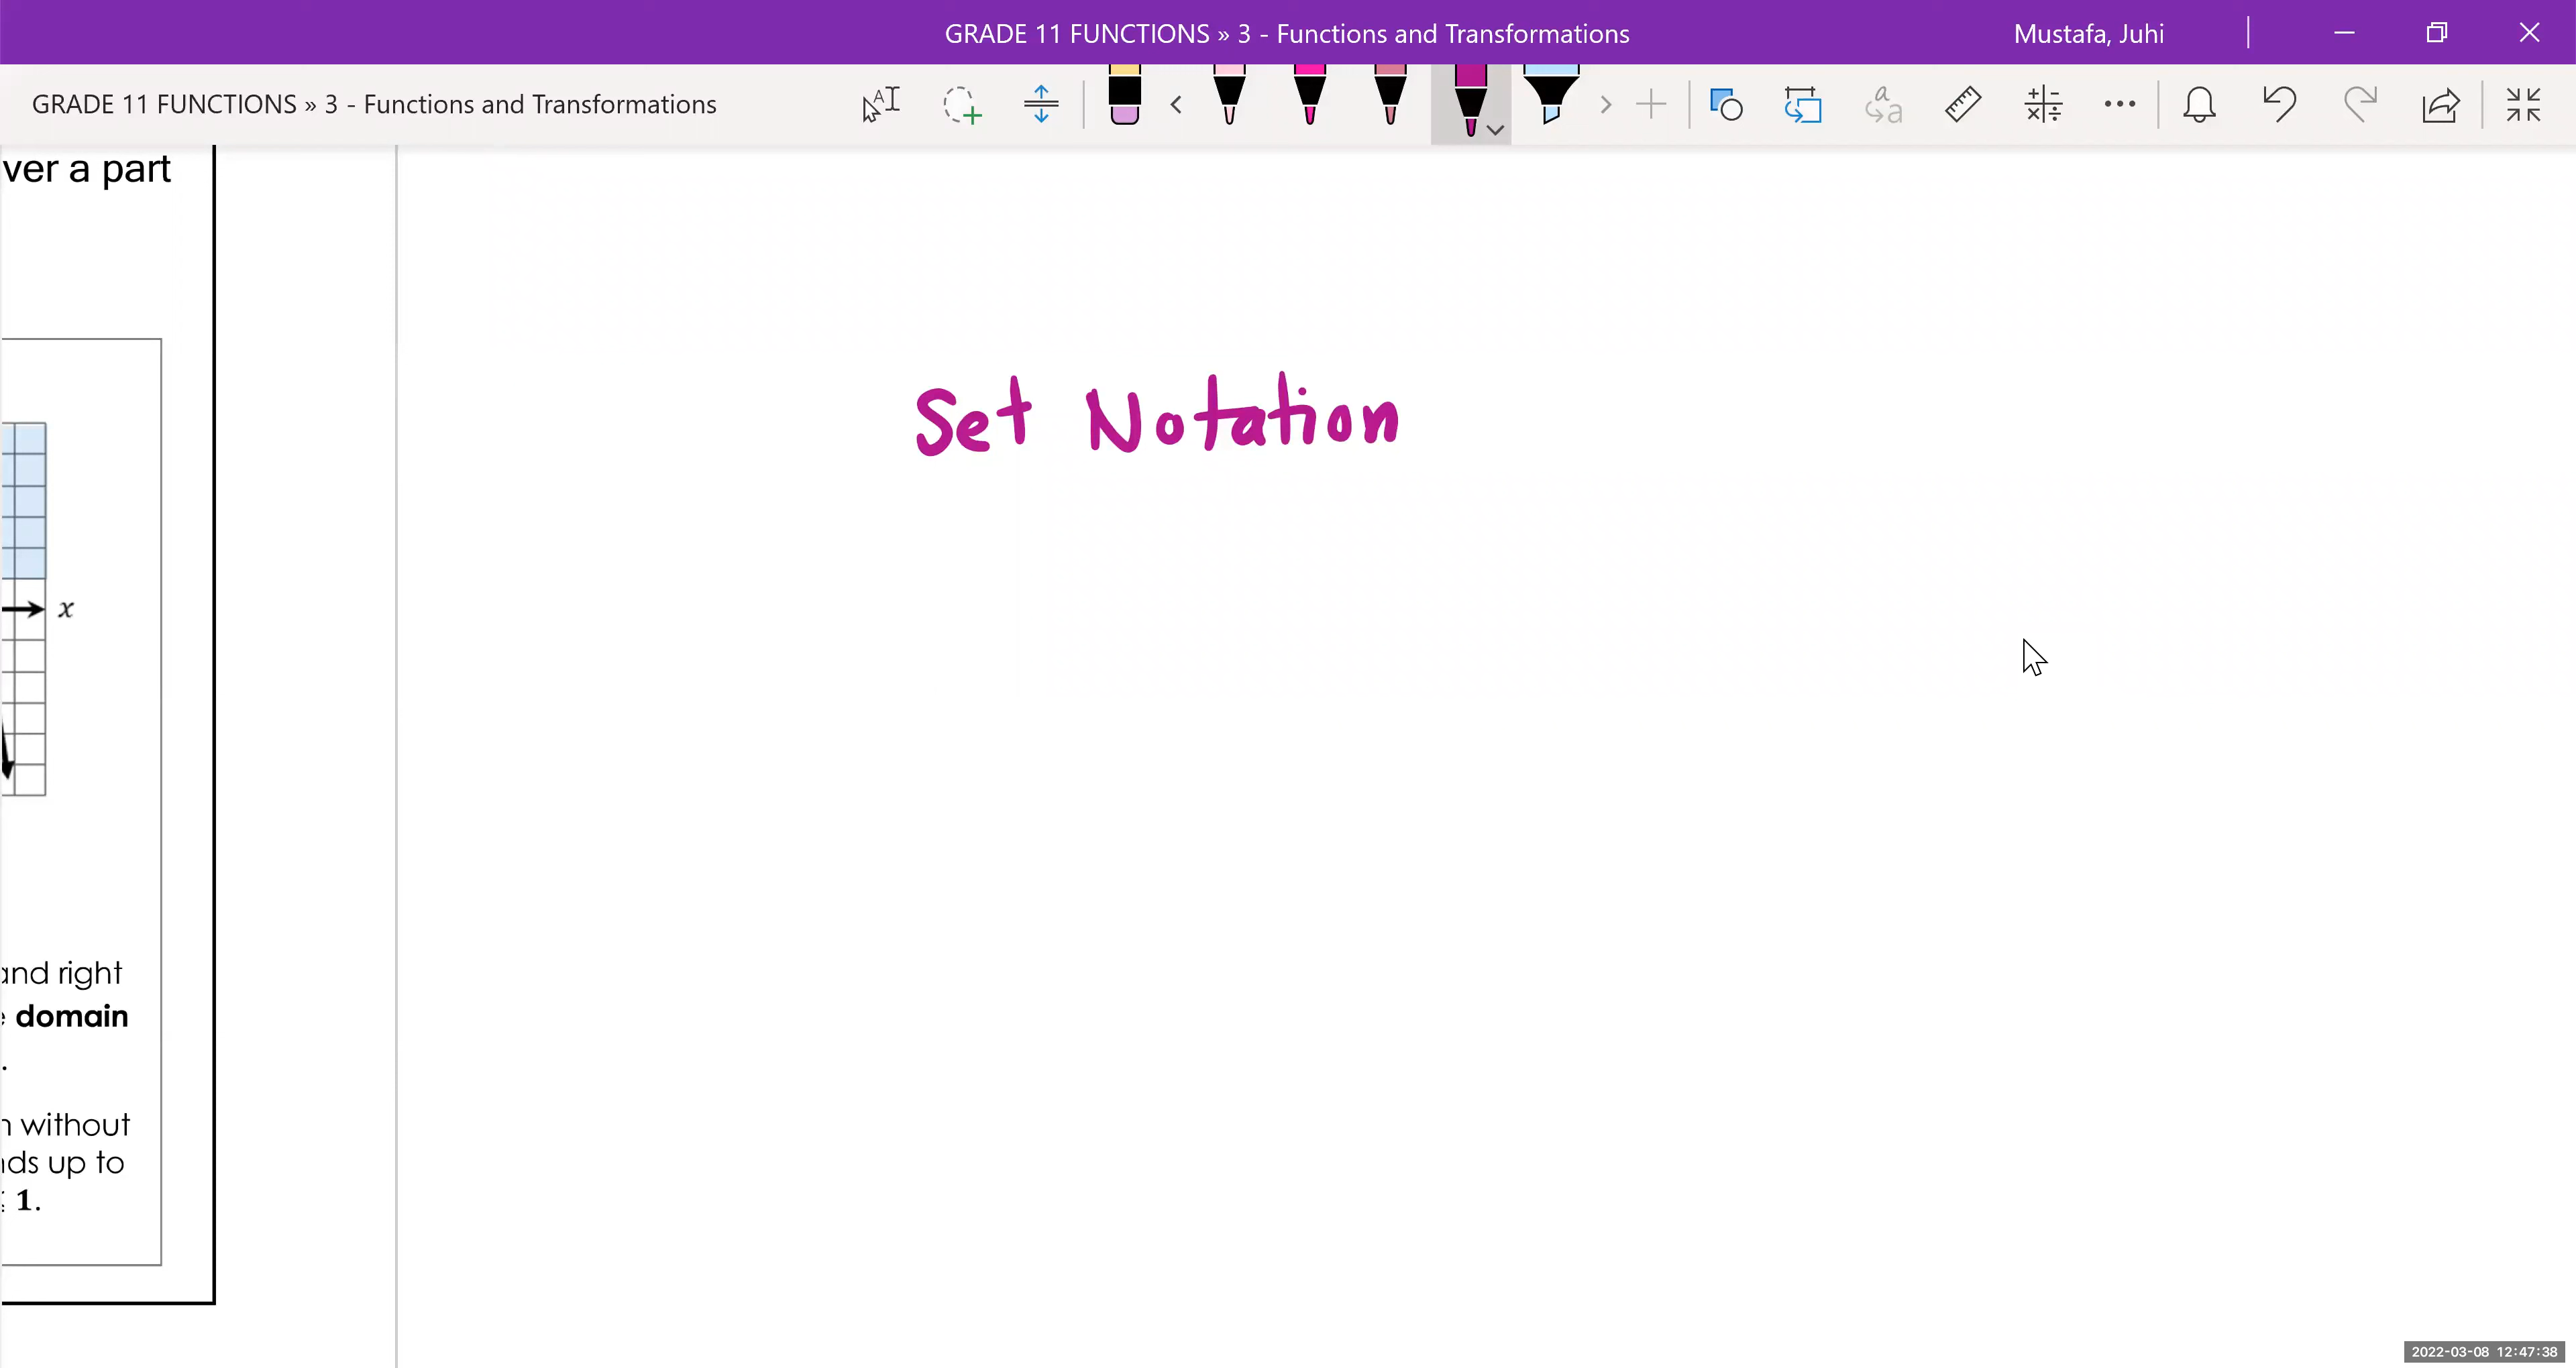 GRADE 11 FUNCTIONS » 3 - Functions and Transformations
Mustafa, Juhi
GRADE 11 FUNCTIONS » 3 - Functions and Transformations
ver a part
Set Notation
x
and right
domain
.
without
ds up to
1.
2022-03-08 12:47:38